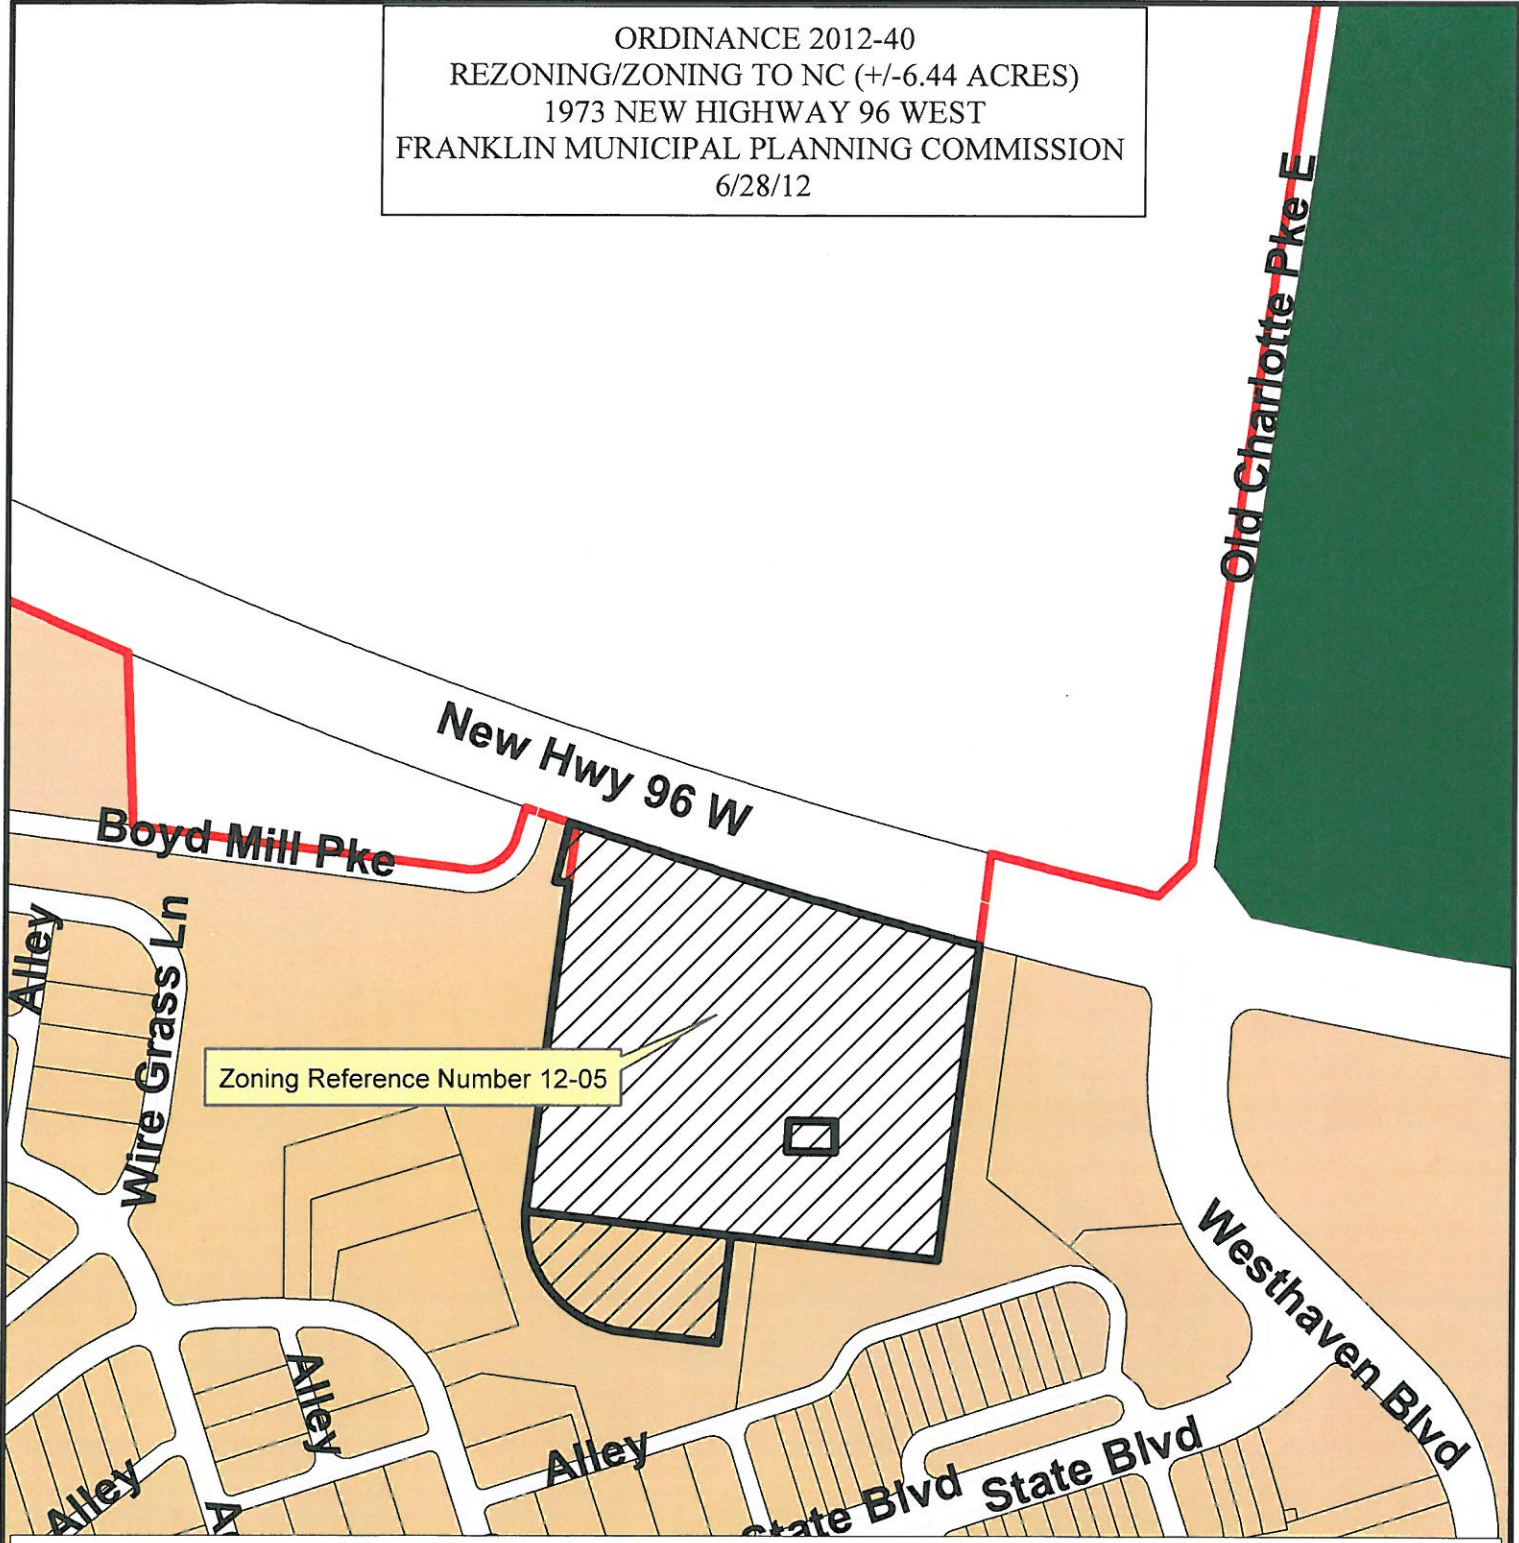 ORDINANCE 2012-40
REZONING/ZONING TO NC (+/-6.44 ACRES)
1973 NEW HIGHWAY 96 WEST
FRANKLIN MUNICIPAL PLANNING COMMISSION
6/28/12
Old Charlotte Pke E
New Hwy 96 W
Boyd Mill Pke
Alley
Wire Grass Ln
Zoning Reference Number 12-05
Westhaven Blvd
Alley
Alley
Alley
State Blvd
State Blvd